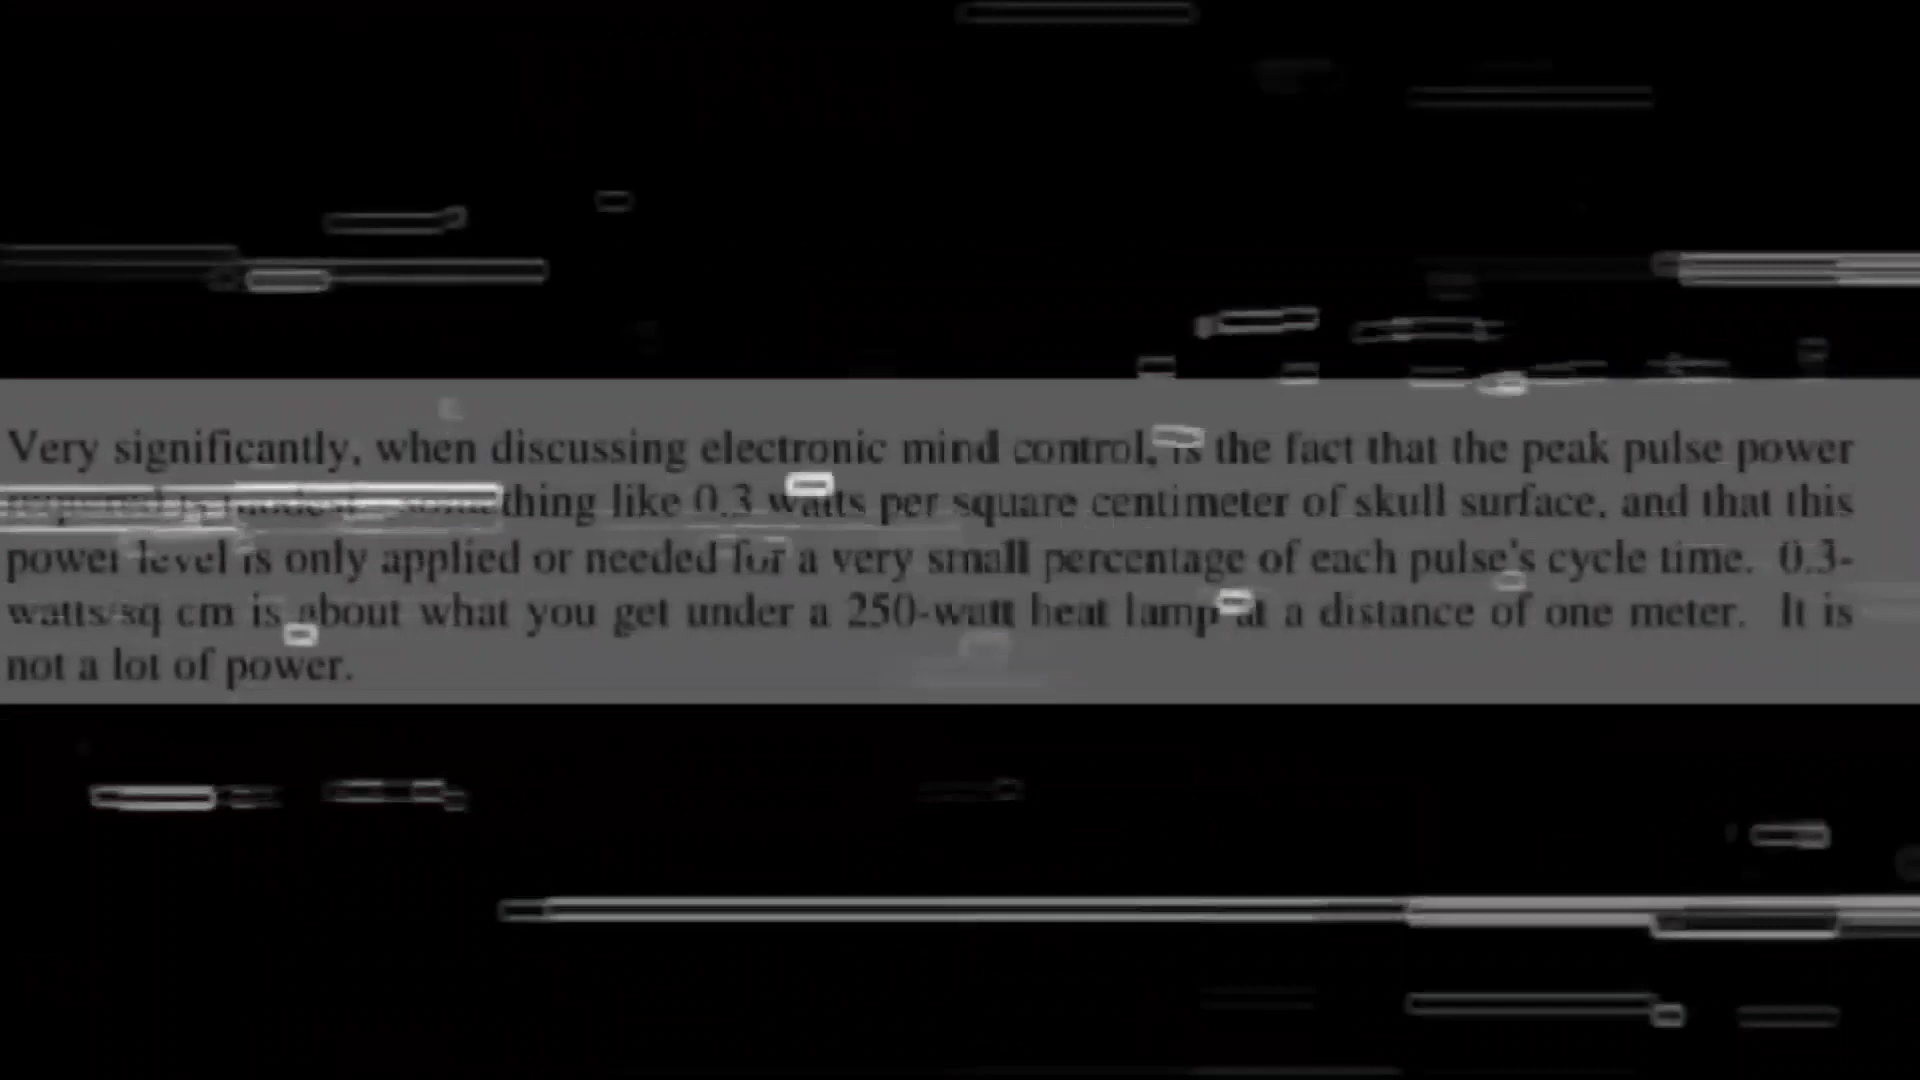 Very significantly, when discussing electronic mind control, is the fact that the peak pulse power
something like 0.3 watts per square centimeter of skull surface, and that this
power level is only applied or needed for a very small percentage of each pulse's cycle time. 0.3-
watts/sq cm is about what you get under a 250-watt heat lamp at a distance of one meter. It is
not a lot of power.